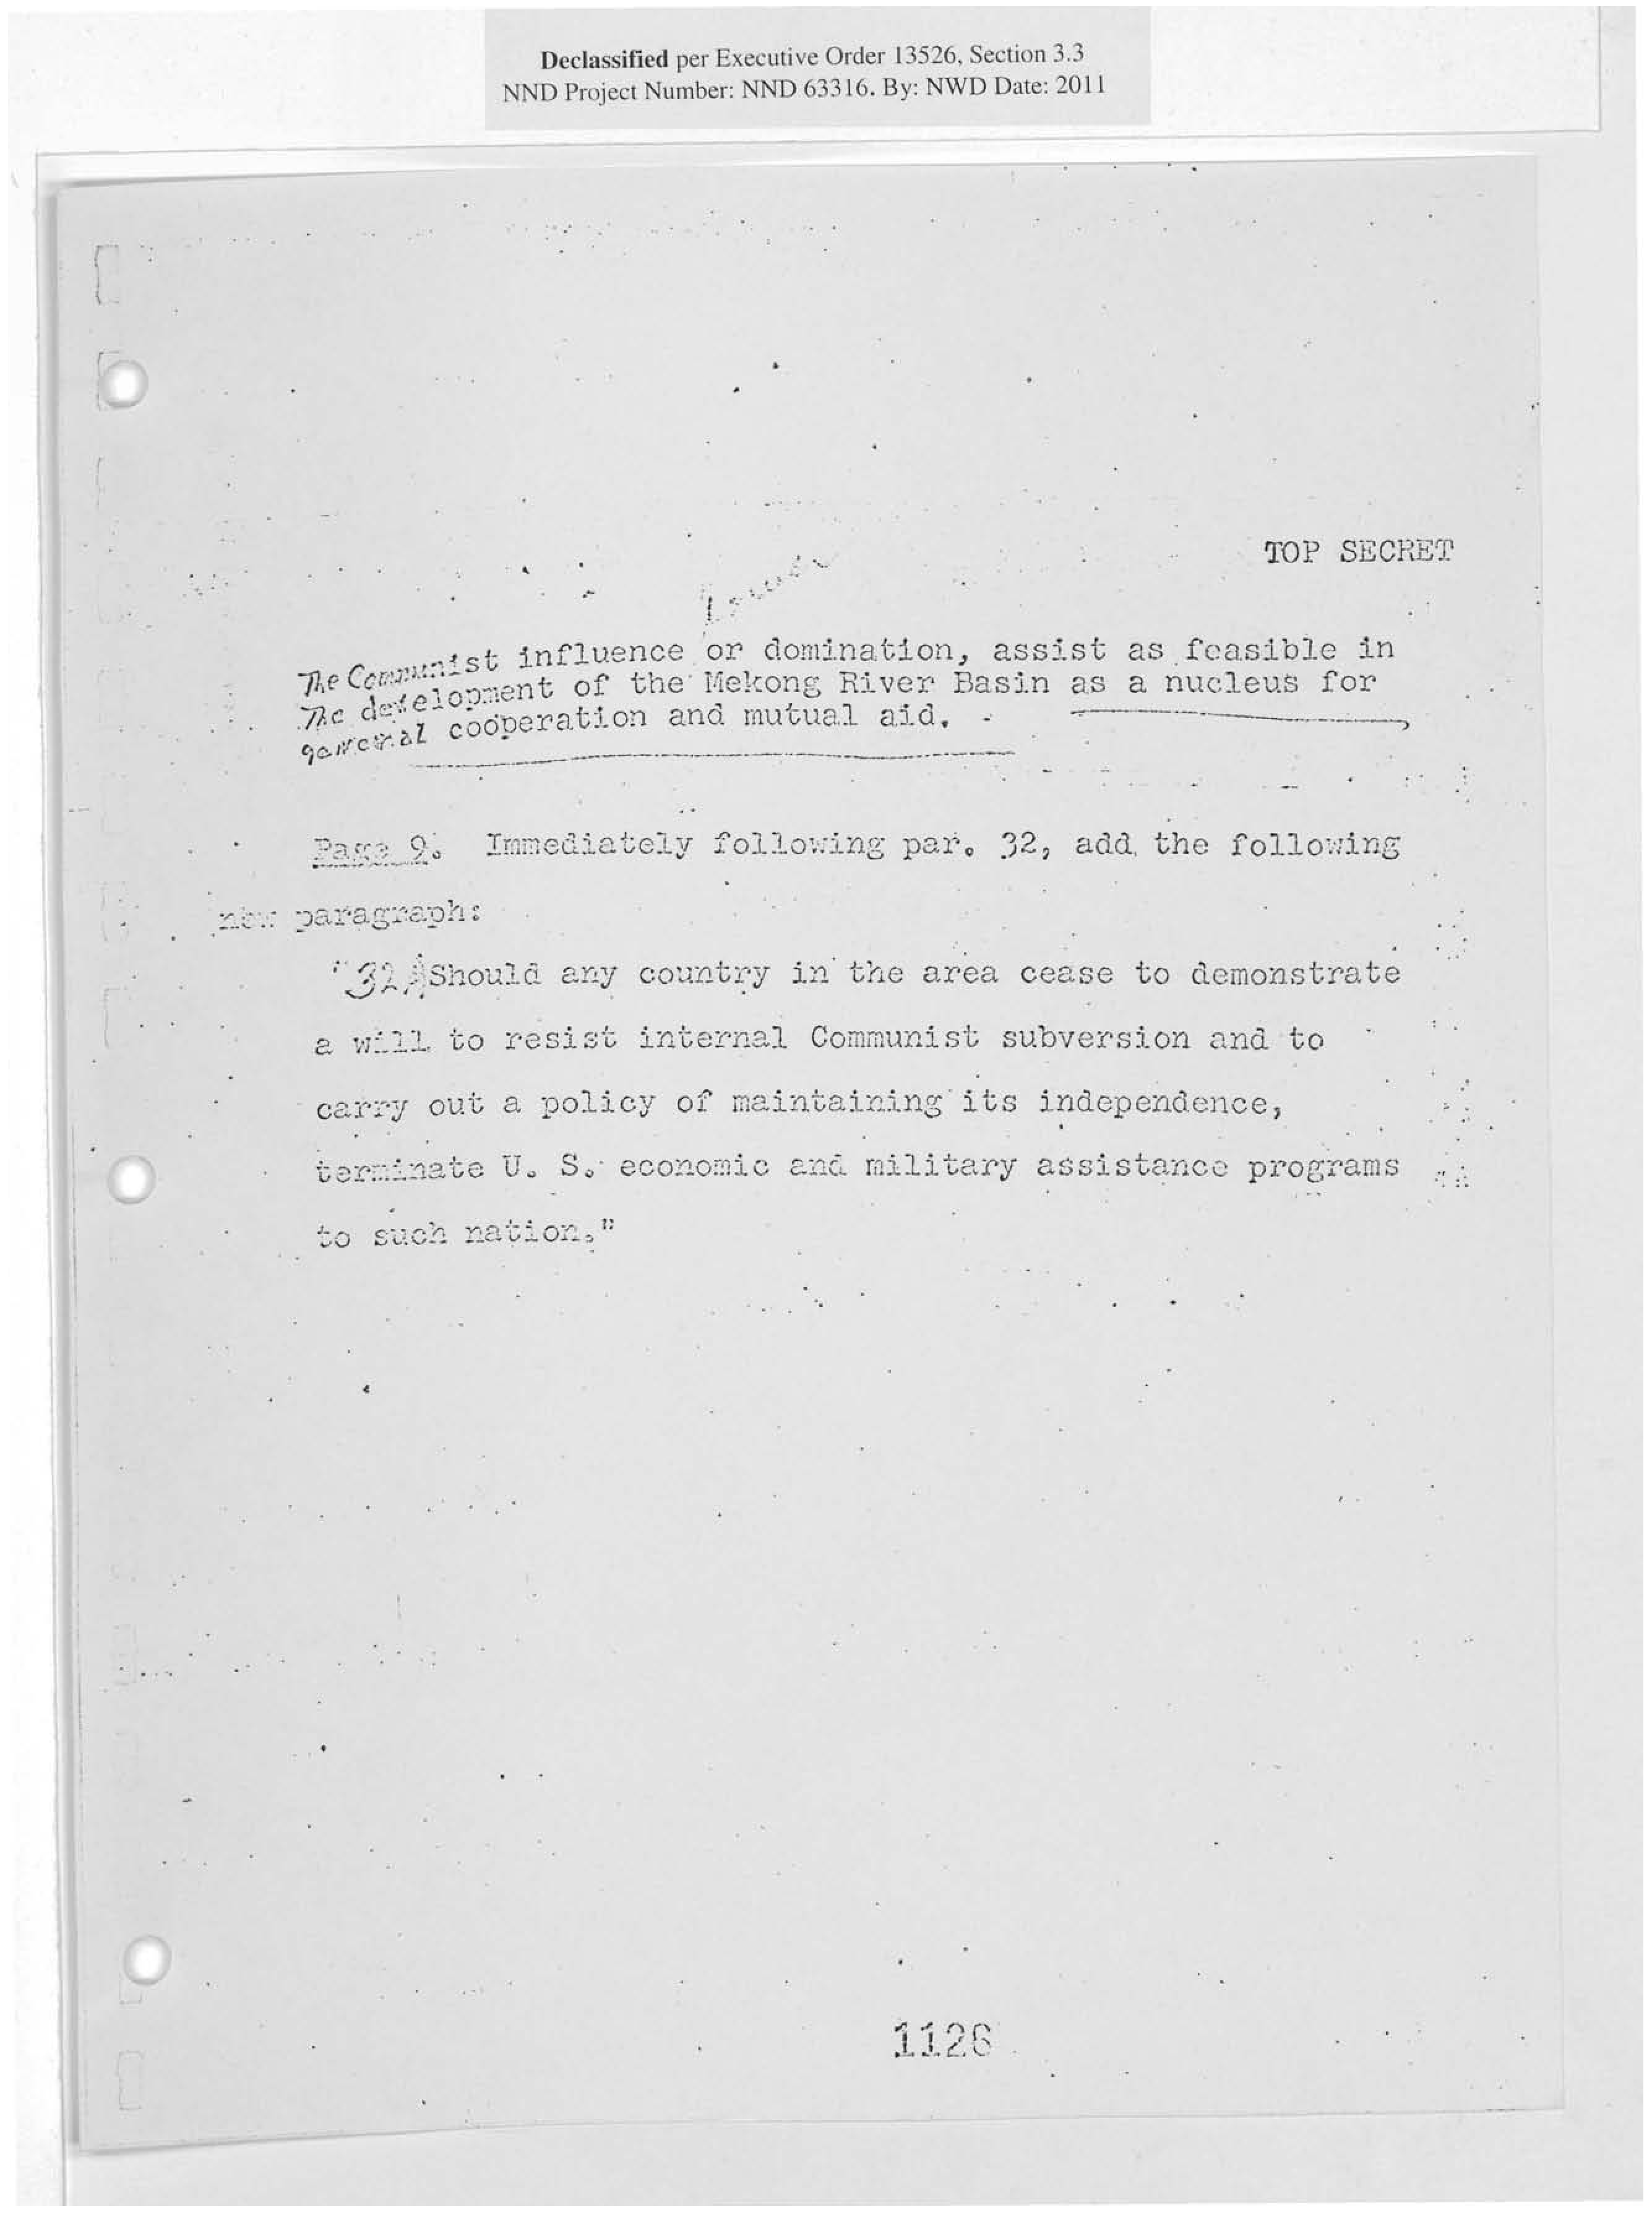 Declassified per Executive Order 13526, Section 3.3
NND Project Number: NND 63316. By: NWD Date: 2011
TOP SECRET
The Communist influence or domination, assist as feasible in
The development of the Mekong River Basin as a nucleus for
cooperation and mutual aid.
Page 9. Immediately following par. 32, add the following
new paragraph:
"32A Should any country in the area cease to demonstrate
a will to resist internal Communist subversion and to
carry out a policy of maintaining its independence,
terminate U. S. economic and military assistance programs
to such nation."
1126